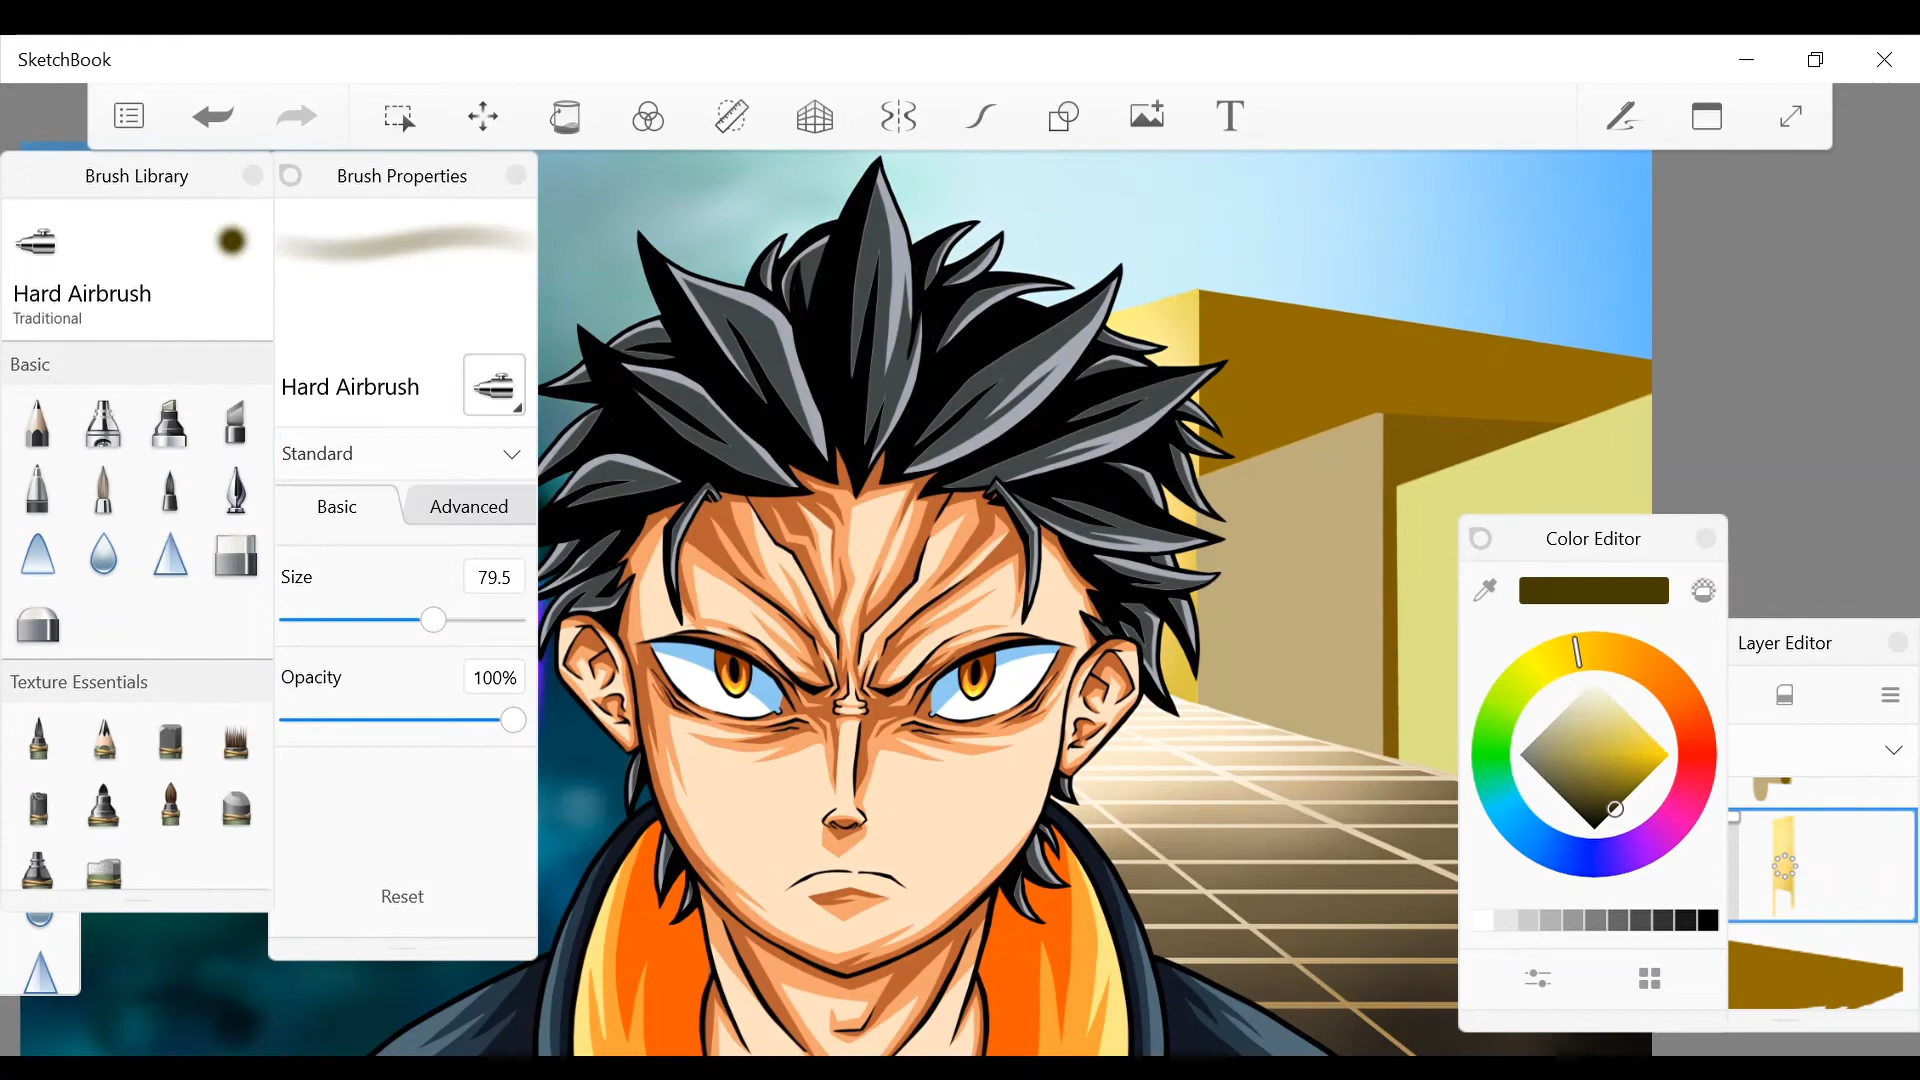 SketchBook
T
Brush Library
Brush Properties
Hard Airbrush
Traditional
Basic
Hard Airbrush
Standard
Basic
Advanced
Size
79.5
Opacity
100%
Texture Essentials
Reset
Color Editor
Layer Editor